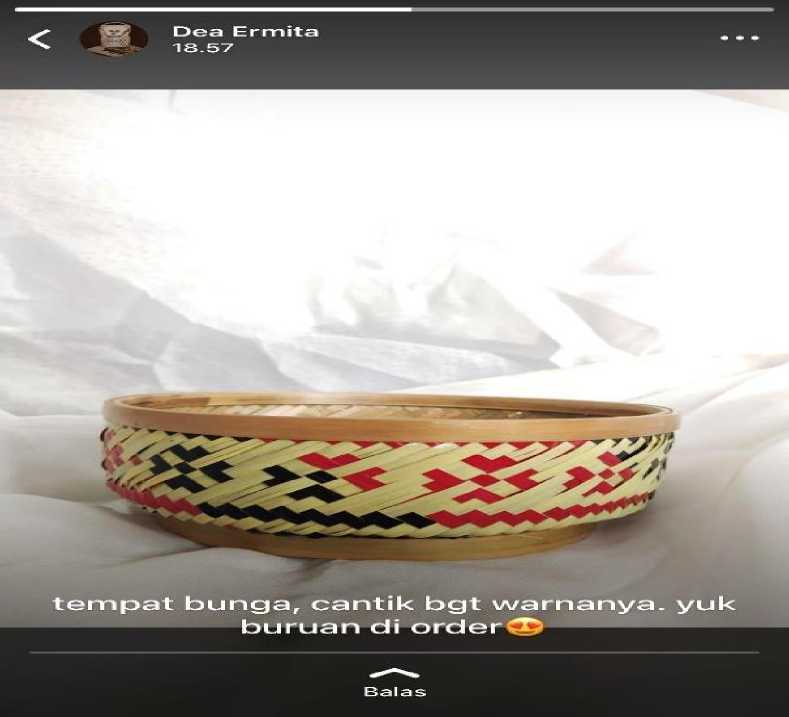 Dea Ermita
18.57
tempat bunga, cantik bgt warnanya. yuk
buruan di order😍
Balas